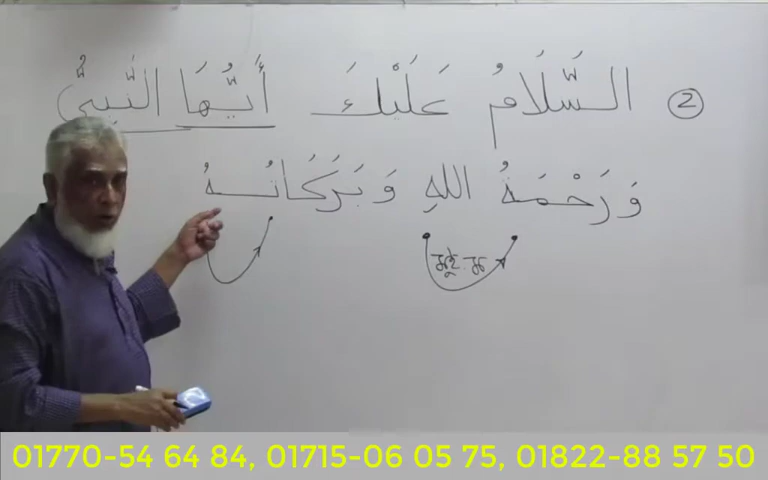 ② السَّلَامُ عَلَيْكَ أَيُّهَا النَّبِيُّ
وَرَحْمَةُ اللهِ وَبَرَكَاتُهُ
01770-54 64 84, 01715-06 05 75, 01822-88 57 50